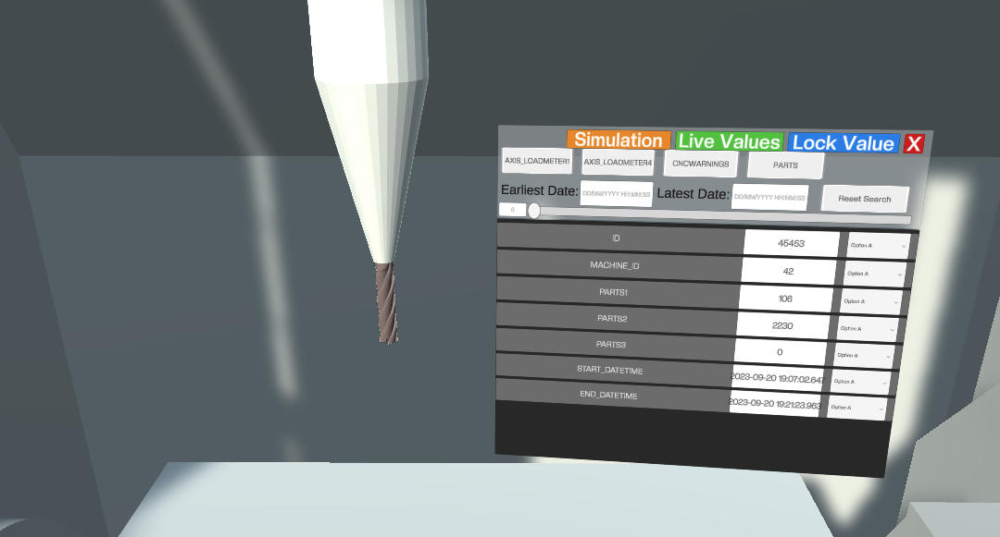 Simulation Live Values Lock Value X
AXIS_LOADMETER1 AXIS_LOADMETER4 CNCWARNINGS PARTS
Earliest Date: DD/MM/YYYY HH:MM:SS Latest Date: DD/MM/YYYY HH:MM:SS Reset Search
0
ID 45453 Option A
MACHINE_ID 42 Option A
PARTS1 106 Option A
PARTS2 2230 Option A
PARTS3 0 Option A
START_DATETIME 2023-09-20 19:07:02.647 Option A
END_DATETIME 2023-09-20 19:21:23.963 Option A